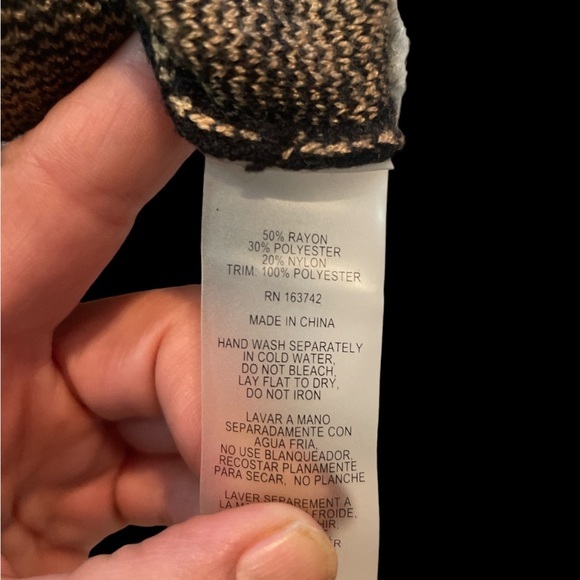 50% RAYON
30% POLYESTER
20% NYLON
TRIM: 100% POLYESTER
RN 163742
MADE IN CHINA
HAND WASH SEPARATELY
IN COLD WATER,
DO NOT BLEACH,
LAY FLAT TO DRY,
DO NOT IRON
LAVAR A MANO
SEPARADAMENTE CON
AGUA FRIA,
NO USE BLANQUEADOR,
RECOSTAR PLANAMENTE
PARA SECAR, NO PLANCHE
LAVER SEPAREMENT A
LA FROIDE,